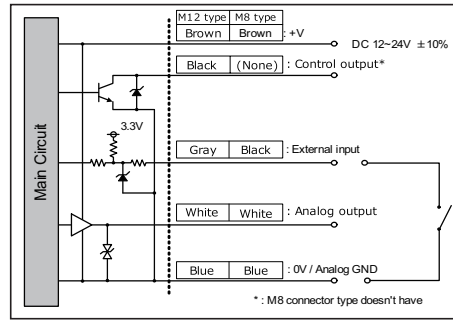 M12 type M8 type
Brown Brown : +V
DC 12~24V ±10%
Black (None) : Control output*
3.3V
Main Circuit
Gray Black : External input
White White : Analog output
Blue Blue : 0V / Analog GND
* : M8 connector type doesn't have